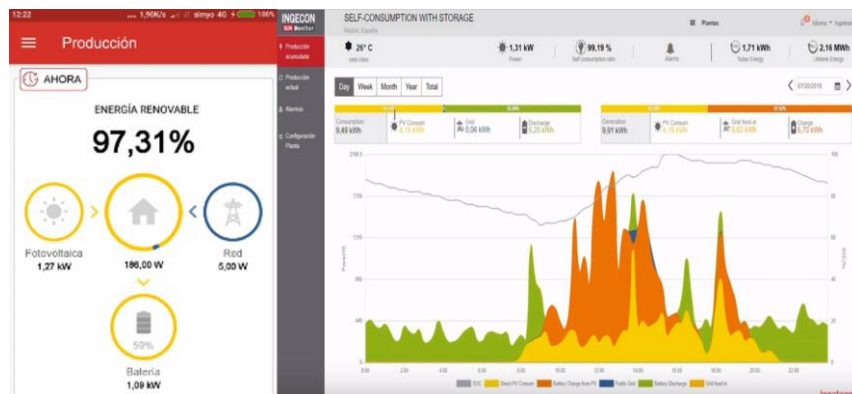 12:22
1,90K/s
simyo 4G
100%
Producción
AHORA
ENERGÍA RENOVABLE
97,31%
Fotovoltaica
1,27 kW
186,00 W
Red
5,00 W
59%
Batería
1,09 kW
INGECON
SUN Monitor
Producción
acumulada
Producción
actual
Alarmas
Configuración
Planta
SELF-CONSUMPTION WITH STORAGE
Madrid, España
Plantas
Idioma
26° C
1,31 kW
Power
99,19 %
Self consumption ratio
Alarms
1,71 kWh
Today Energy
2,16 MWh
Lifetime Energy
Day
Week
Month
Year
Total
07/20/2016
Consumption
9,49 kWh
PV Consum
4,19 kWh
Grid
0,06 kWh
Discharge
5,25 kWh
Generation
9,91 kWh
PV Consum
4,19 kWh
Grid feed-in
0,02 kWh
Charge
5,70 kWh
Power(W)
SOC(%)
0:00
2:00
4:00
6:00
8:00
10:00
12:00
14:00
16:00
18:00
20:00
22:00
SOC
Direct PV Consum
Battery Charge from PV
Public Grid
Battery Discharge
Grid feed-in